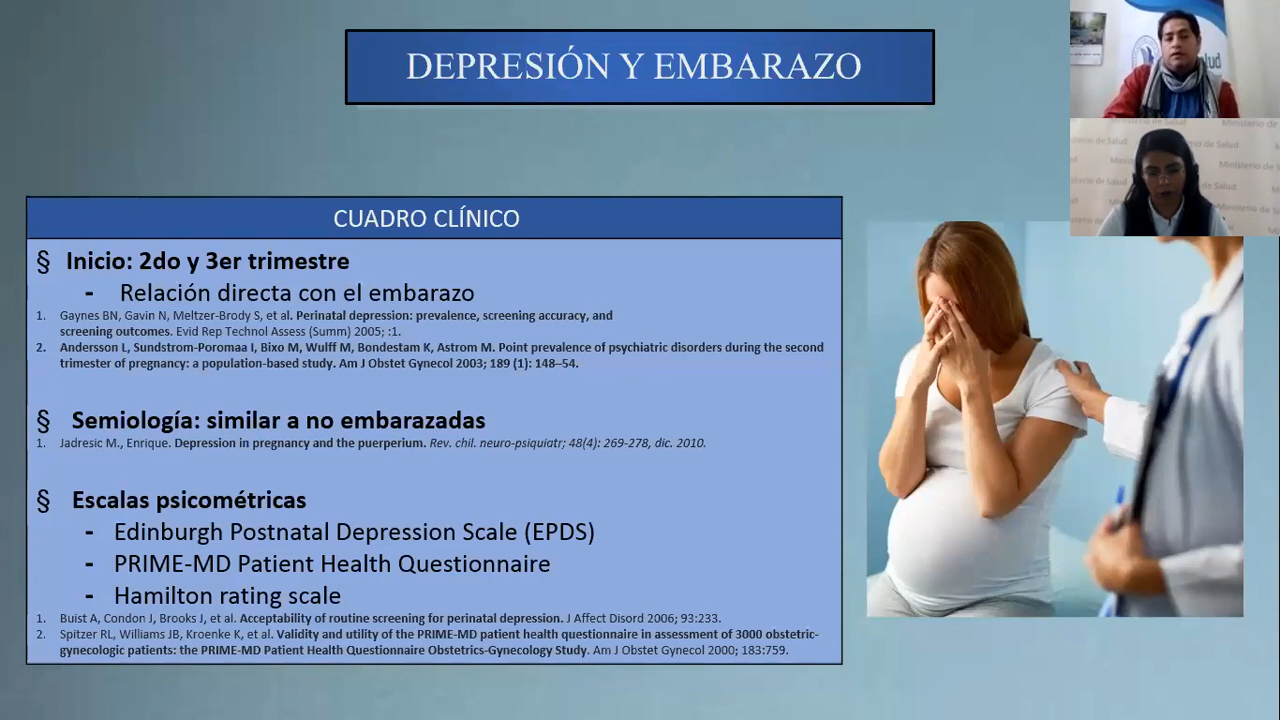 DEPRESIÓN Y EMBARAZO
CUADRO CLÍNICO
§ Inicio: 2do y 3er trimestre
- Relación directa con el embarazo
1. Gaynes BN, Gavin N, Meltzer-Brody S, et al. Perinatal depression: prevalence, screening accuracy, and
screening outcomes. Evid Rep Technol Assess (Summ) 2005; :1.
2. Andersson L, Sundstrom-Poromaa I, Bixo M, Wulff M, Bondestam K, Astrom M. Point prevalence of psychiatric disorders during the second
trimester of pregnancy: a population-based study. Am J Obstet Gynecol 2003; 189 (1): 148–54.
§ Semiología: similar a no embarazadas
1. Jadresic M., Enrique. Depression in pregnancy and the puerperium. Rev. chil. neuro-psiquiatr; 48(4): 269-278, dic. 2010.
§ Escalas psicométricas
- Edinburgh Postnatal Depression Scale (EPDS)
- PRIME-MD Patient Health Questionnaire
- Hamilton rating scale
1. Buist A, Condon J, Brooks J, et al. Acceptability of routine screening for perinatal depression. J Affect Disord 2006; 93:233.
2. Spitzer RL, Williams JB, Kroenke K, et al. Validity and utility of the PRIME-MD patient health questionnaire in assessment of 3000 obstetric-
gynecologic patients: the PRIME-MD Patient Health Questionnaire Obstetrics-Gynecology Study. Am J Obstet Gynecol 2000; 183:759.
Ministerio de Salud
de Salud